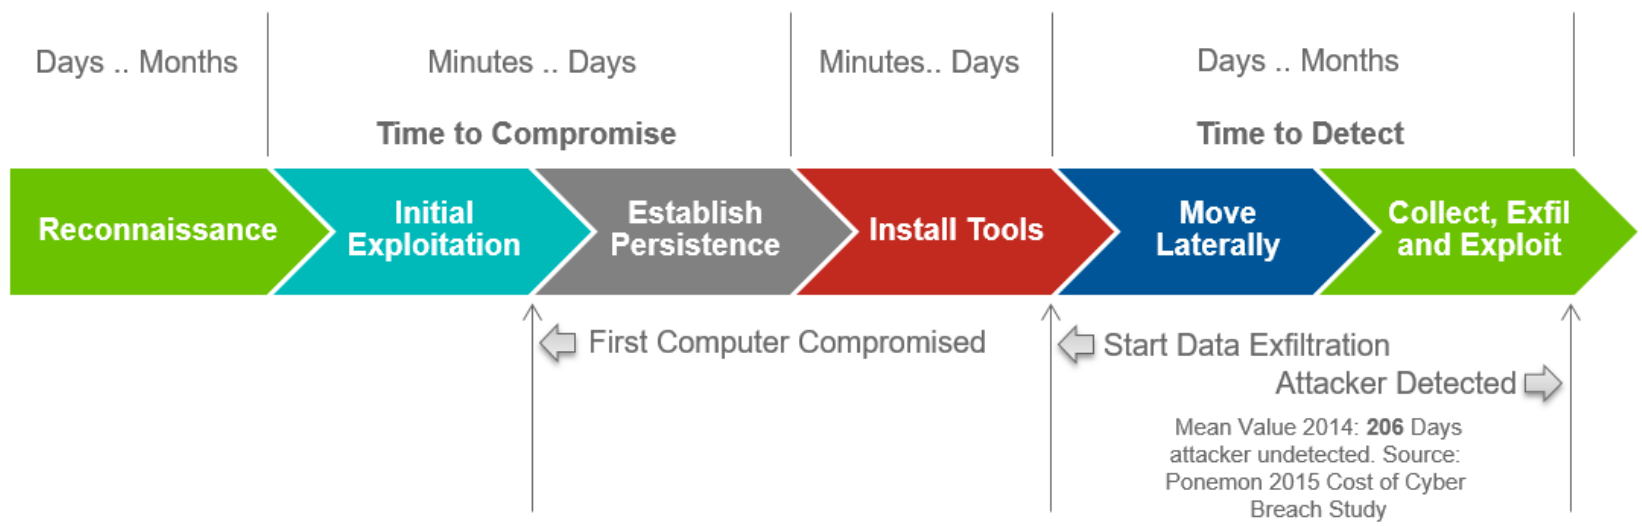 Days .. Months
Minutes .. Days
Minutes.. Days
Days .. Months
Time to Compromise
Time to Detect
Reconnaissance
Initial
Exploitation
Establish
Persistence
Install Tools
Move
Laterally
Collect, Exfil
and Exploit
First Computer Compromised
Start Data Exfiltration
Attacker Detected
Mean Value 2014: 206 Days
attacker undetected. Source:
Ponemon 2015 Cost of Cyber
Breach Study